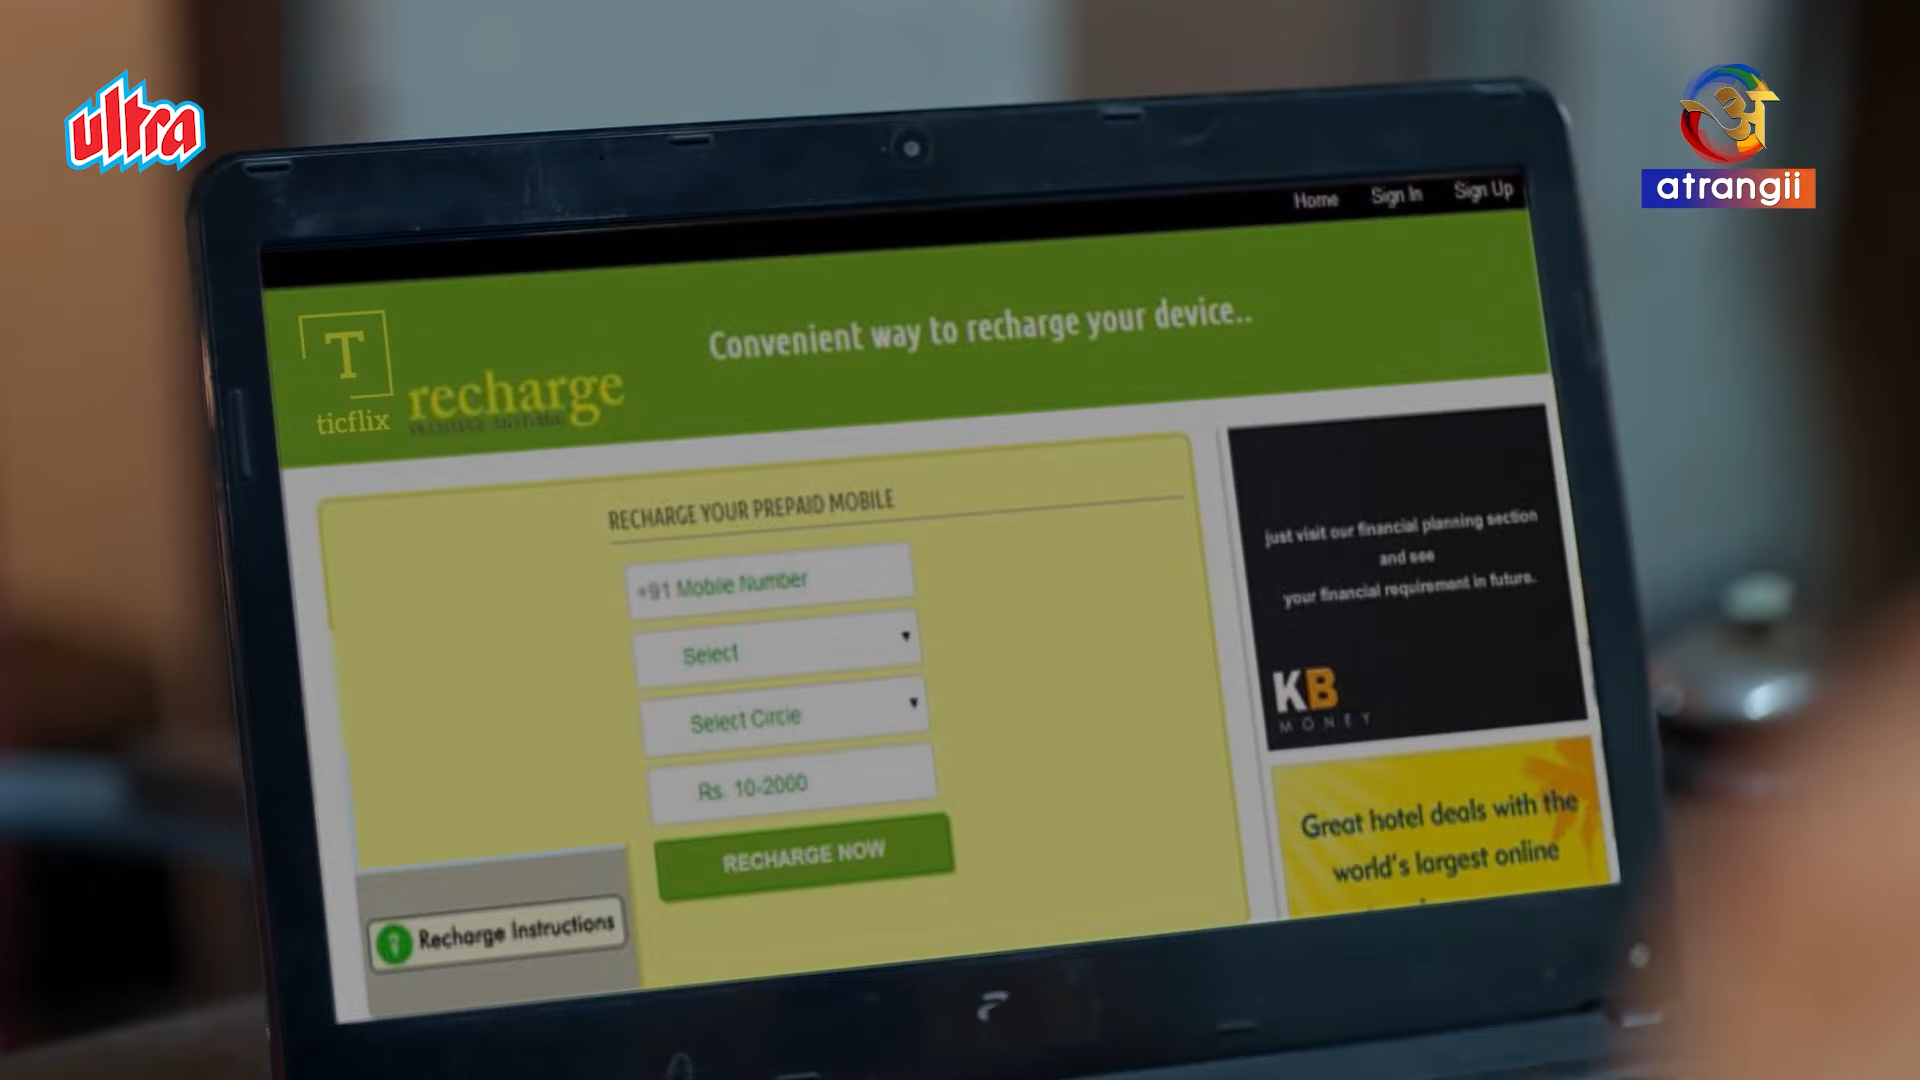 ultra
अ
atrangii
Home Sign In Sign Up
T
ticflix
recharge
Convenient way to recharge your device..
RECHARGE YOUR PREPAID MOBILE
+91 Mobile Number
Select
Select Circle
Rs. 10-2000
RECHARGE NOW
? Recharge Instructions
just visit our financial planning section
and see
your financial requirement in future.
KB
MONEY
Great hotel deals with the
world's largest online